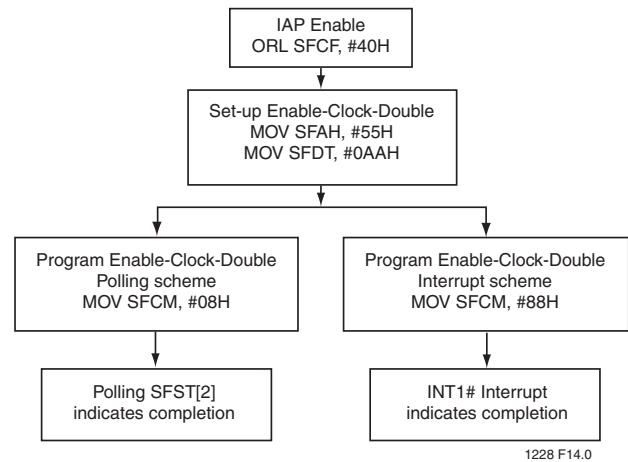 IAP Enable
ORL SFCF, #40H
Set-up Enable-Clock-Double
MOV SFAH, #55H
MOV SFDT, #0AAH
Program Enable-Clock-Double
Polling scheme
MOV SFCM, #08H
Program Enable-Clock-Double
Interrupt scheme
MOV SFCM, #88H
Polling SFST[2]
indicates completion
INT1# Interrupt
indicates completion
1228 F14.0